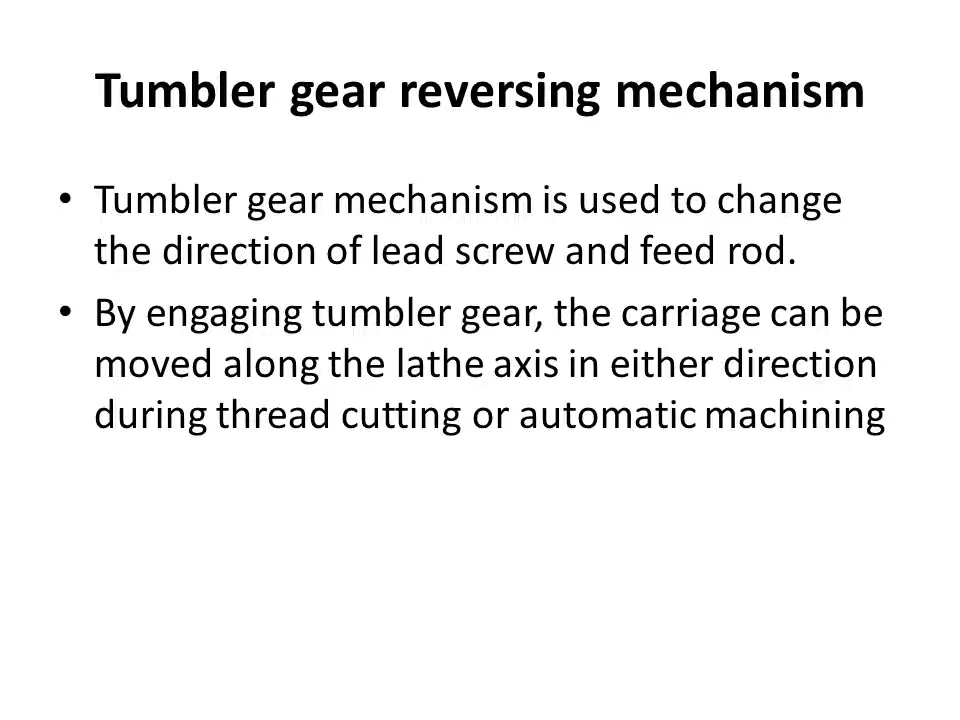 Tumbler gear reversing mechanism
• Tumbler gear mechanism is used to change
the direction of lead screw and feed rod.
• By engaging tumbler gear, the carriage can be
moved along the lathe axis in either direction
during thread cutting or automatic machining